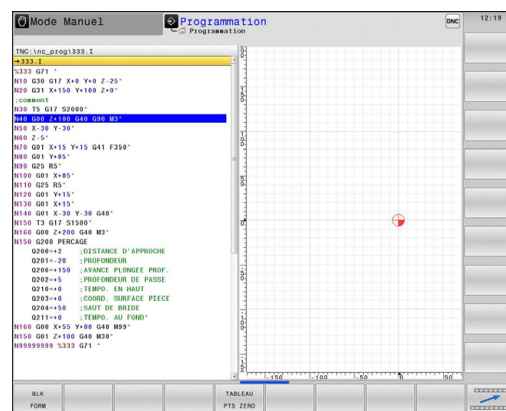 Mode Manuel
Programmation
Programmation
DNC
12:19
TNC:\nc_prog\333.I
→333.I
%333 G71 *
N10 G30 G17 X+0 Y+0 Z-25*
N20 G31 X+150 Y+100 Z+0*
;comment
N30 T5 G17 S2000*
N40 G00 Z+100 G40 G90 M3*
N50 X-30 Y-30*
N60 Z-5*
N70 G01 X+15 Y+15 G41 F350*
N80 G01 Y+85*
N90 G25 R5*
N100 G01 X+85*
N110 G25 R5*
N120 G01 Y+15*
N130 G01 X+15*
N140 G01 X-30 Y-30 G40*
N150 T3 G17 S1500*
N160 G00 Z+200 G40 M3*
N150 G200 PERCAGE
Q200=+2 ;DISTANCE D'APPROCHE
Q201=-20 ;PROFONDEUR
Q206=+150 ;AVANCE PLONGEE PROF.
Q202=+5 ;PROFONDEUR DE PASSE
Q210=+0 ;TEMPO. EN HAUT
Q203=+0 ;COORD. SURFACE PIECE
Q204=+50 ;SAUT DE BRIDE
Q211=+0 ;TEMPO. AU FOND*
N160 G00 X+55 Y+80 G40 M99*
N150 G01 Z+200 G40 M30*
N99999999 %333 G71 *
-150 -100 -50 0 50
BLK
FORM
TABLEAU
PTS ZERO